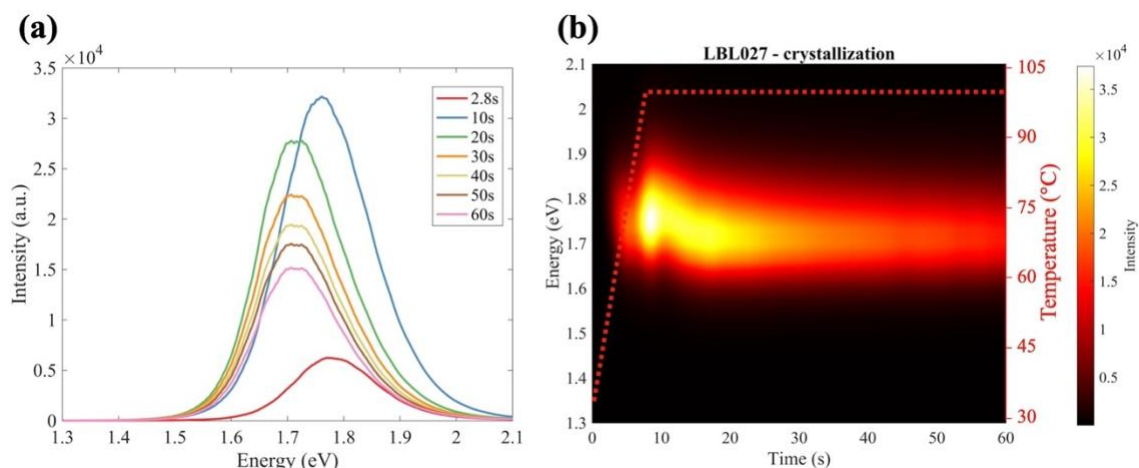 (a)
×10⁴
3.5
3
2.5
2
1.5
1
0.5
0
Intensity (a.u.)
1.3 1.4 1.5 1.6 1.7 1.8 1.9 2 2.1
Energy (eV)
2.8s
10s
20s
30s
40s
50s
60s
(b)
LBL027 - crystallization
2.1
2
1.9
1.8
1.7
1.6
1.5
1.4
1.3
Energy (eV)
0 10 20 30 40 50 60
Time (s)
105
90
75
60
45
30
Temperature (°C)
×10⁴
3.5
3
2.5
2
1.5
1
0.5
Intensity